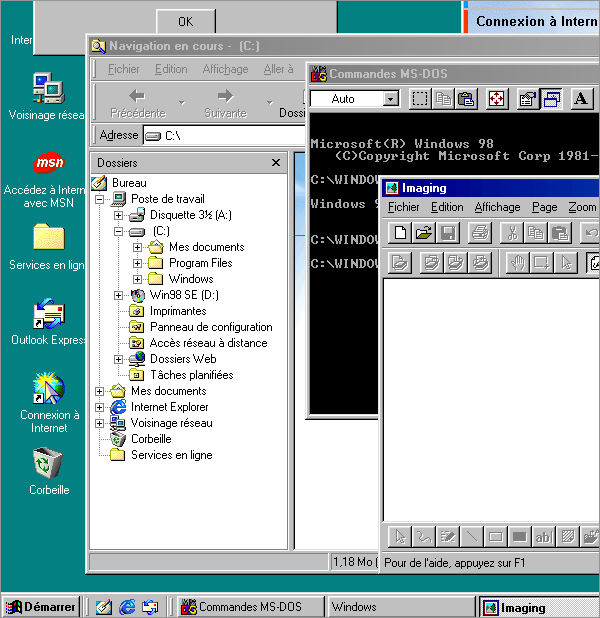 OK
Inter
Voisinage résea
Accédez à Intern
avec MSN
Services en lign
Outlook Expres
Connexion à
Internet
Corbeille
Connexion à Intern
Navigation en cours - (C:)
Fichier Edition Affichage Aller à
Précédente Suivante Doss
Adresse C:\
Dossiers
Bureau
Poste de travail
Disquette 3½ (A:)
(C:)
Mes documents
Program Files
Windows
Win98 SE (D:)
Imprimantes
Panneau de configuration
Accès réseau à distance
Dossiers Web
Tâches planifiées
Mes documents
Internet Explorer
Voisinage réseau
Corbeille
Services en ligne
1,18 Mo (
Commandes MS-DOS
Auto A
Microsoft(R) Windows 98
(C)Copyright Microsoft Corp 1981-
C:\WINDOW
Windows 9
C:\WINDOW
C:\WINDOW
Imaging
Fichier Edition Affichage Page Zoom
ab
Pour de l'aide, appuyez sur F1
Démarrer Commandes MS-DOS Windows Imaging
msn